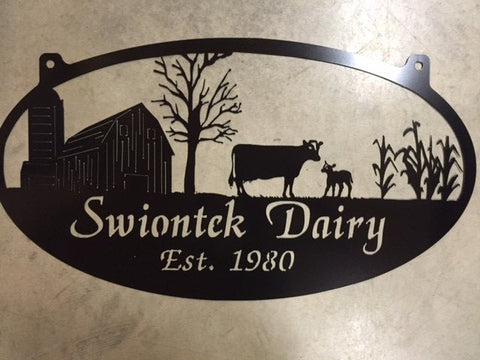 Swiontek Dairy
Est. 1980